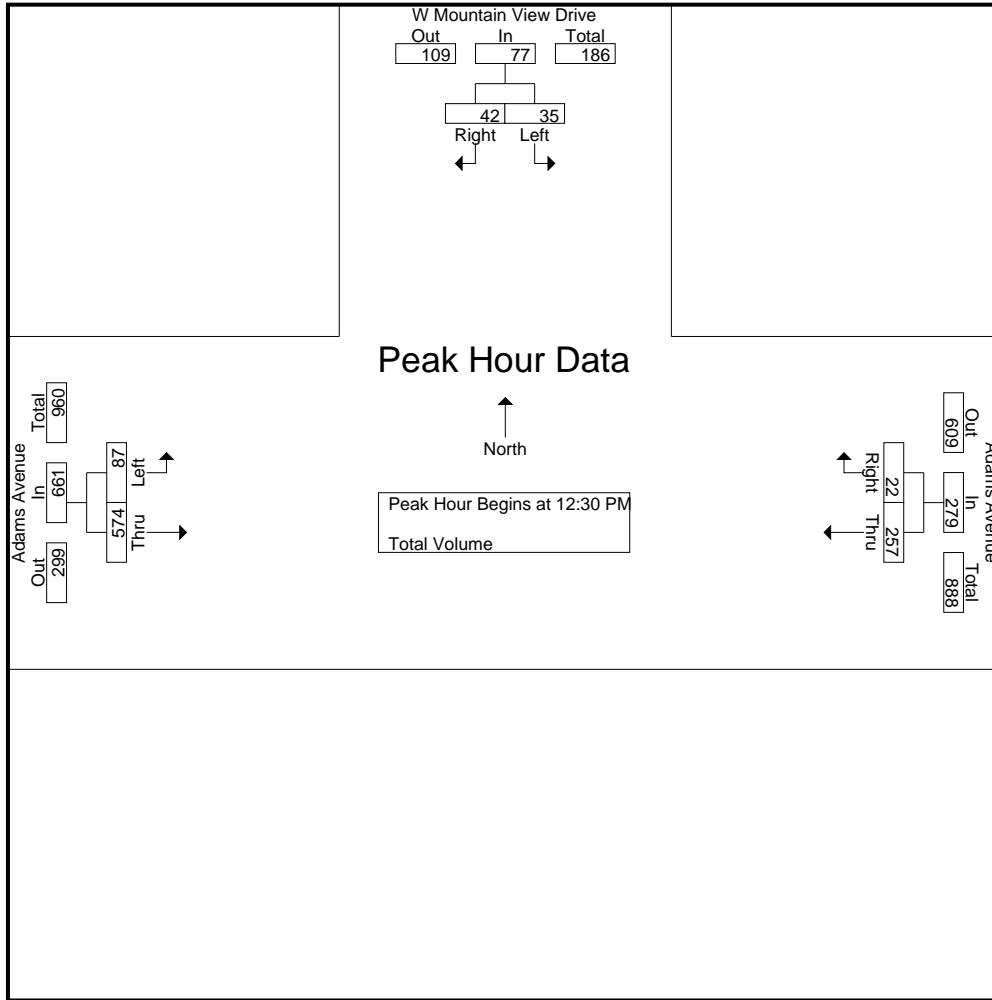 W Mountain View Drive
Out In Total
109 77 186
42 35
Right Left
Peak Hour Data
North
Peak Hour Begins at 12:30 PM
Total Volume
Adams Avenue
Out In Total
299 661 960
Thru Left
574 87
Adams Avenue
Out In Total
609 279 888
Right Thru
22 257